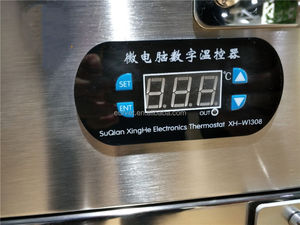 微电脑数字温控器
SET
℃
ENT
OUT
SuQian XingHe Electronics Thermostat XH-W1308